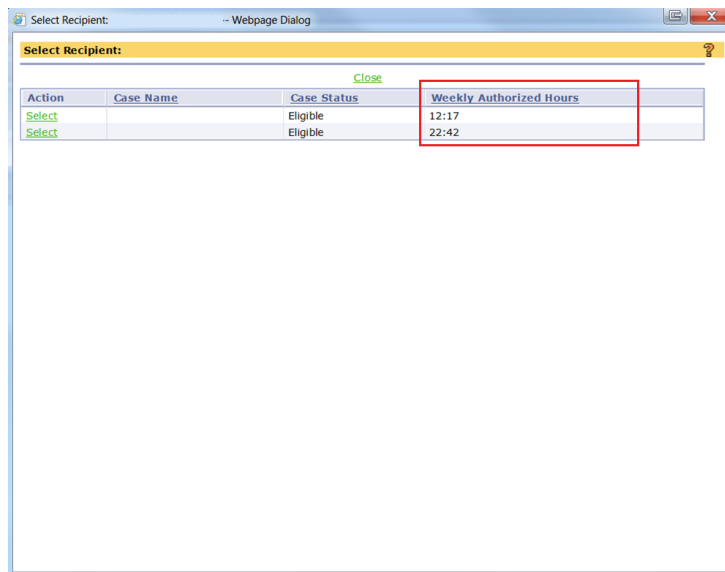 Select Recipient: -- Webpage Dialog
Select Recipient: ?
Close
Action Case Name Case Status Weekly Authorized Hours
Select Eligible 12:17
Select Eligible 22:42